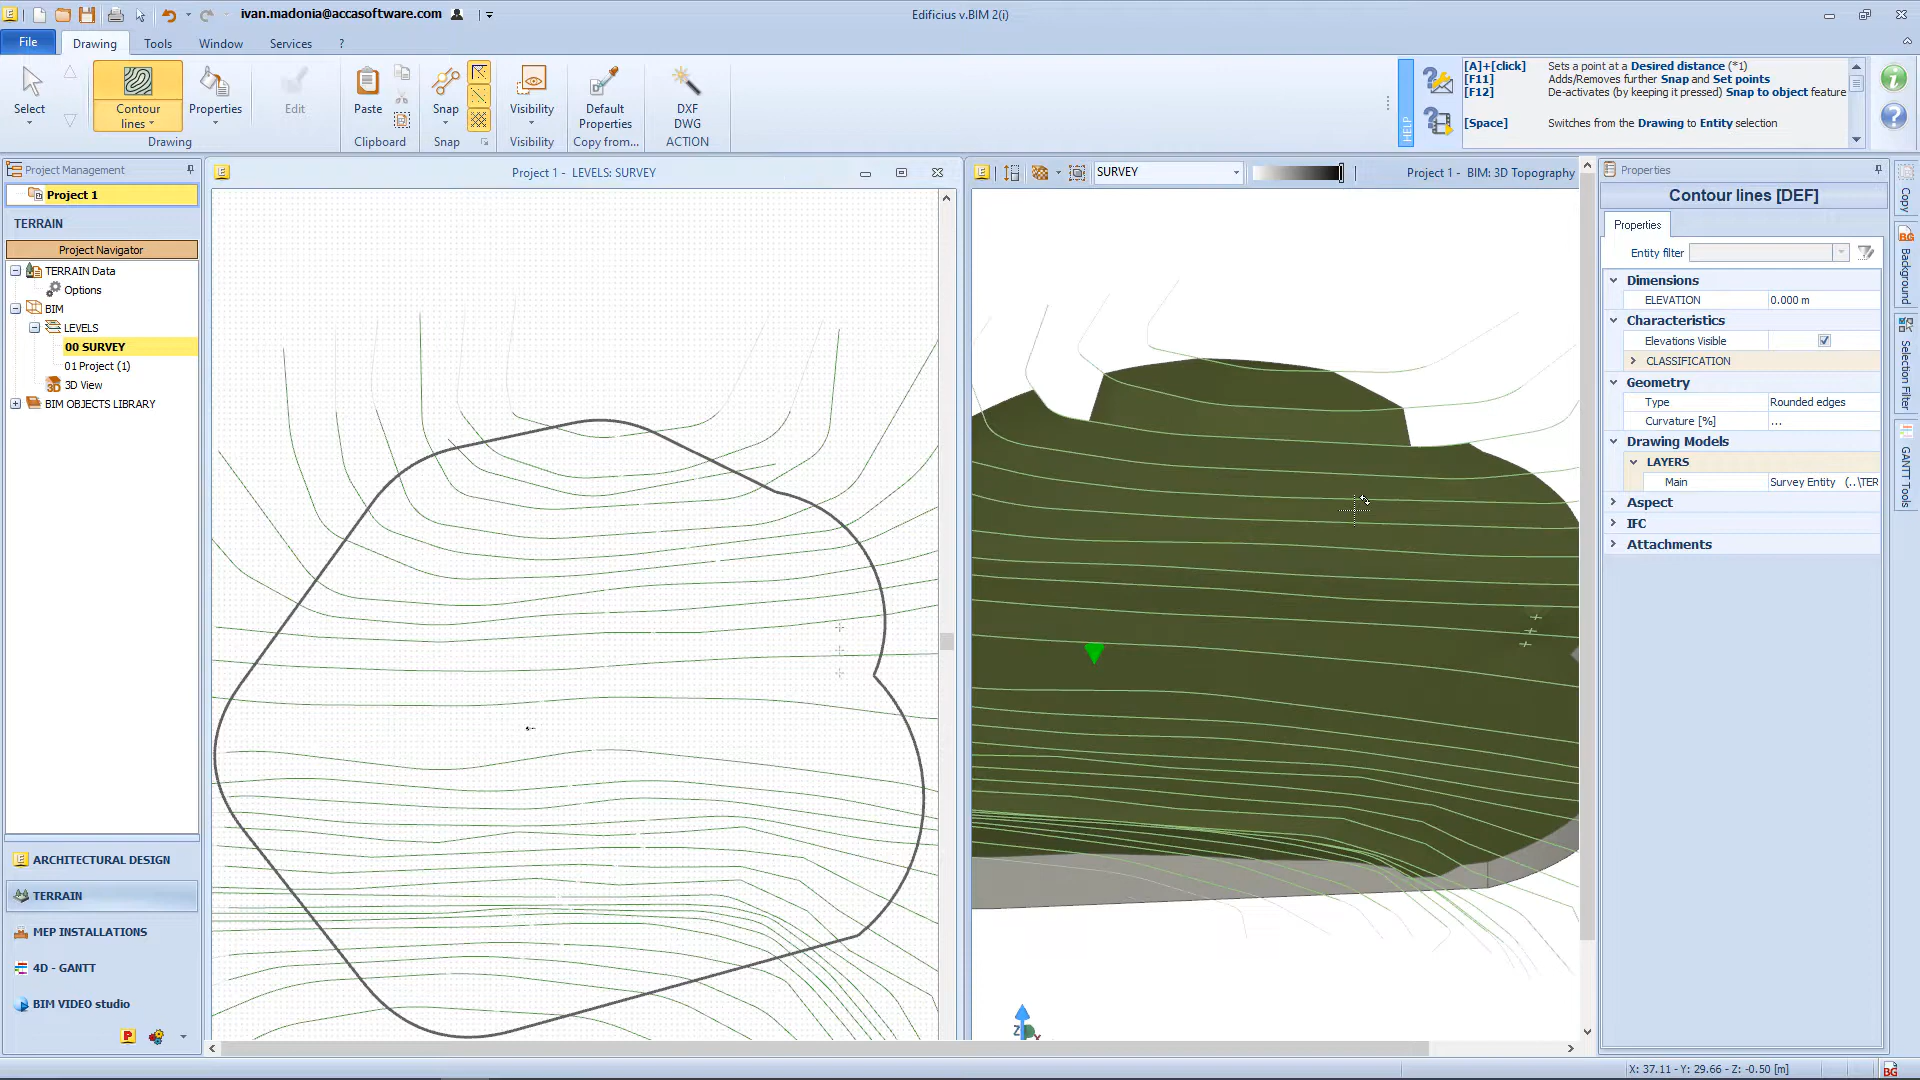 ivan.madonia@accasoftware.com
Edificius v.BIM 2(i)
File
Drawing
Tools
Window
Services
?
Select
Contour lines
Properties
Edit
Drawing
Paste
Clipboard
Snap
Snap
Visibility
Visibility
Default Properties
Copy from...
DXF DWG
ACTION
HELP
[A]+[click] Sets a point at a Desired distance (*1)
[F11] Adds/Removes further Snap and Set points
[F12] De-activates (by keeping it pressed) Snap to object feature
[Space] Switches from the Drawing to Entity selection
Project Management
Project 1
TERRAIN
Project Navigator
TERRAIN Data
Options
BIM
LEVELS
00 SURVEY
01 Project (1)
3D View
BIM OBJECTS LIBRARY
ARCHITECTURAL DESIGN
TERRAIN
MEP INSTALLATIONS
4D - GANTT
BIM VIDEO studio
Project 1 - LEVELS: SURVEY
SURVEY
Project 1 - BIM: 3D Topography
Z
Properties
Contour lines [DEF]
Properties
Entity filter
Dimensions
ELEVATION 0.000 m
Characteristics
Elevations Visible
CLASSIFICATION
Geometry
Type Rounded edges
Curvature [%] ...
Drawing Models
LAYERS
Main Survey Entity (..\TER
Aspect
IFC
Attachments
Copy
Background
Selection Filter
GANTT Tools
X: 37.11 - Y: 29.66 - Z: -0.50 [m]
BG